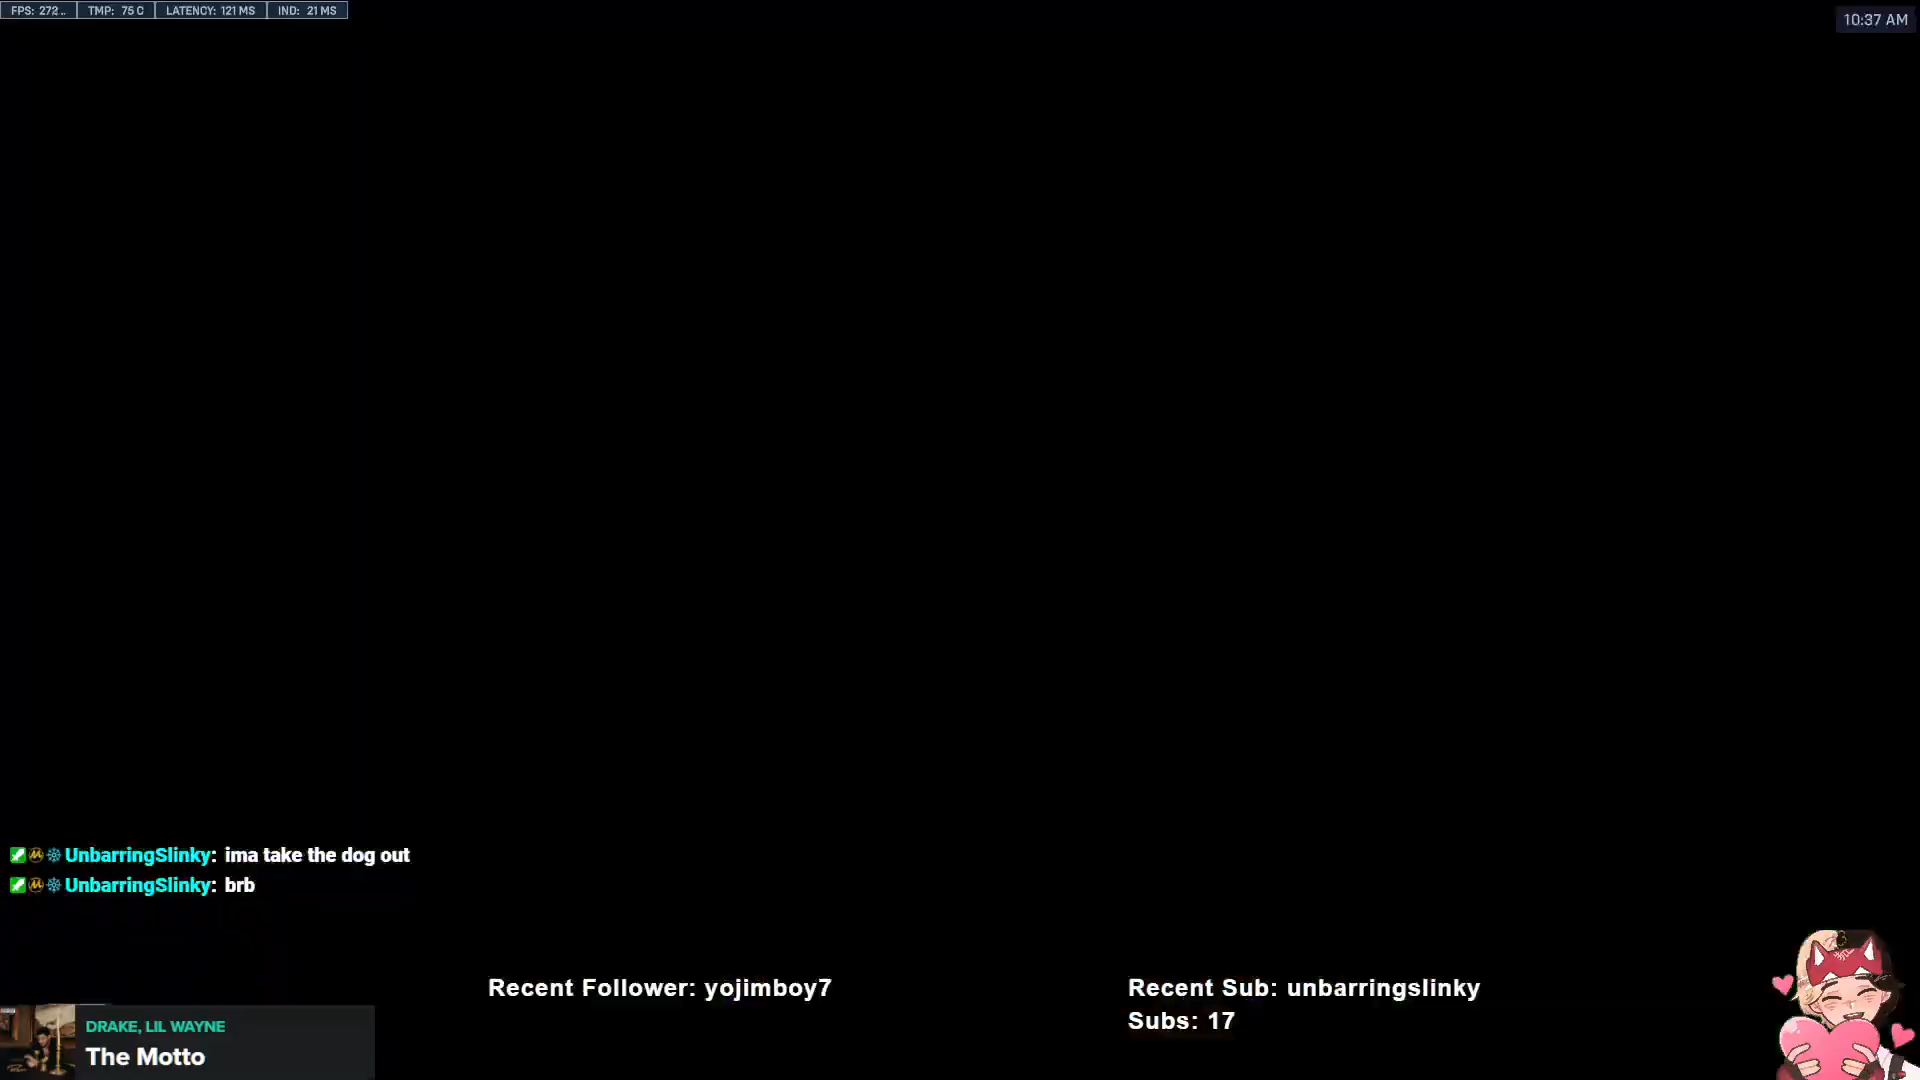 FPS: 272.. TMP: 75 C LATENCY: 121 MS IND: 21 MS
10:37 AM
UnbarringSlinky: ima take the dog out
UnbarringSlinky: brb
Recent Follower: yojimboy7
Recent Sub: unbarringslinky
Subs: 17
DRAKE, LIL WAYNE
The Motto